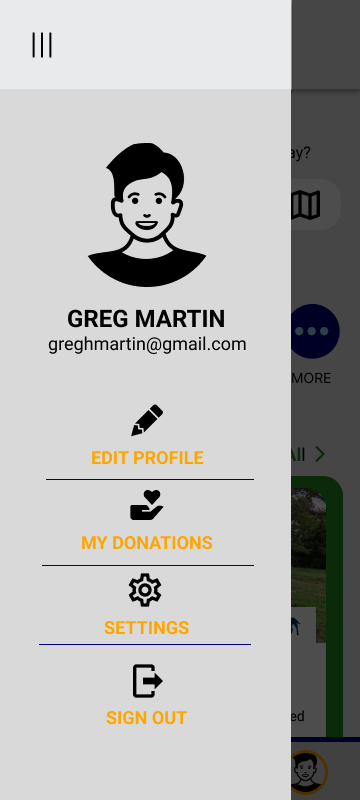 ay?
GREG MARTIN
greghmartin@gmail.com
MORE
EDIT PROFILE
All
MY DONATIONS
SETTINGS
ed
SIGN OUT